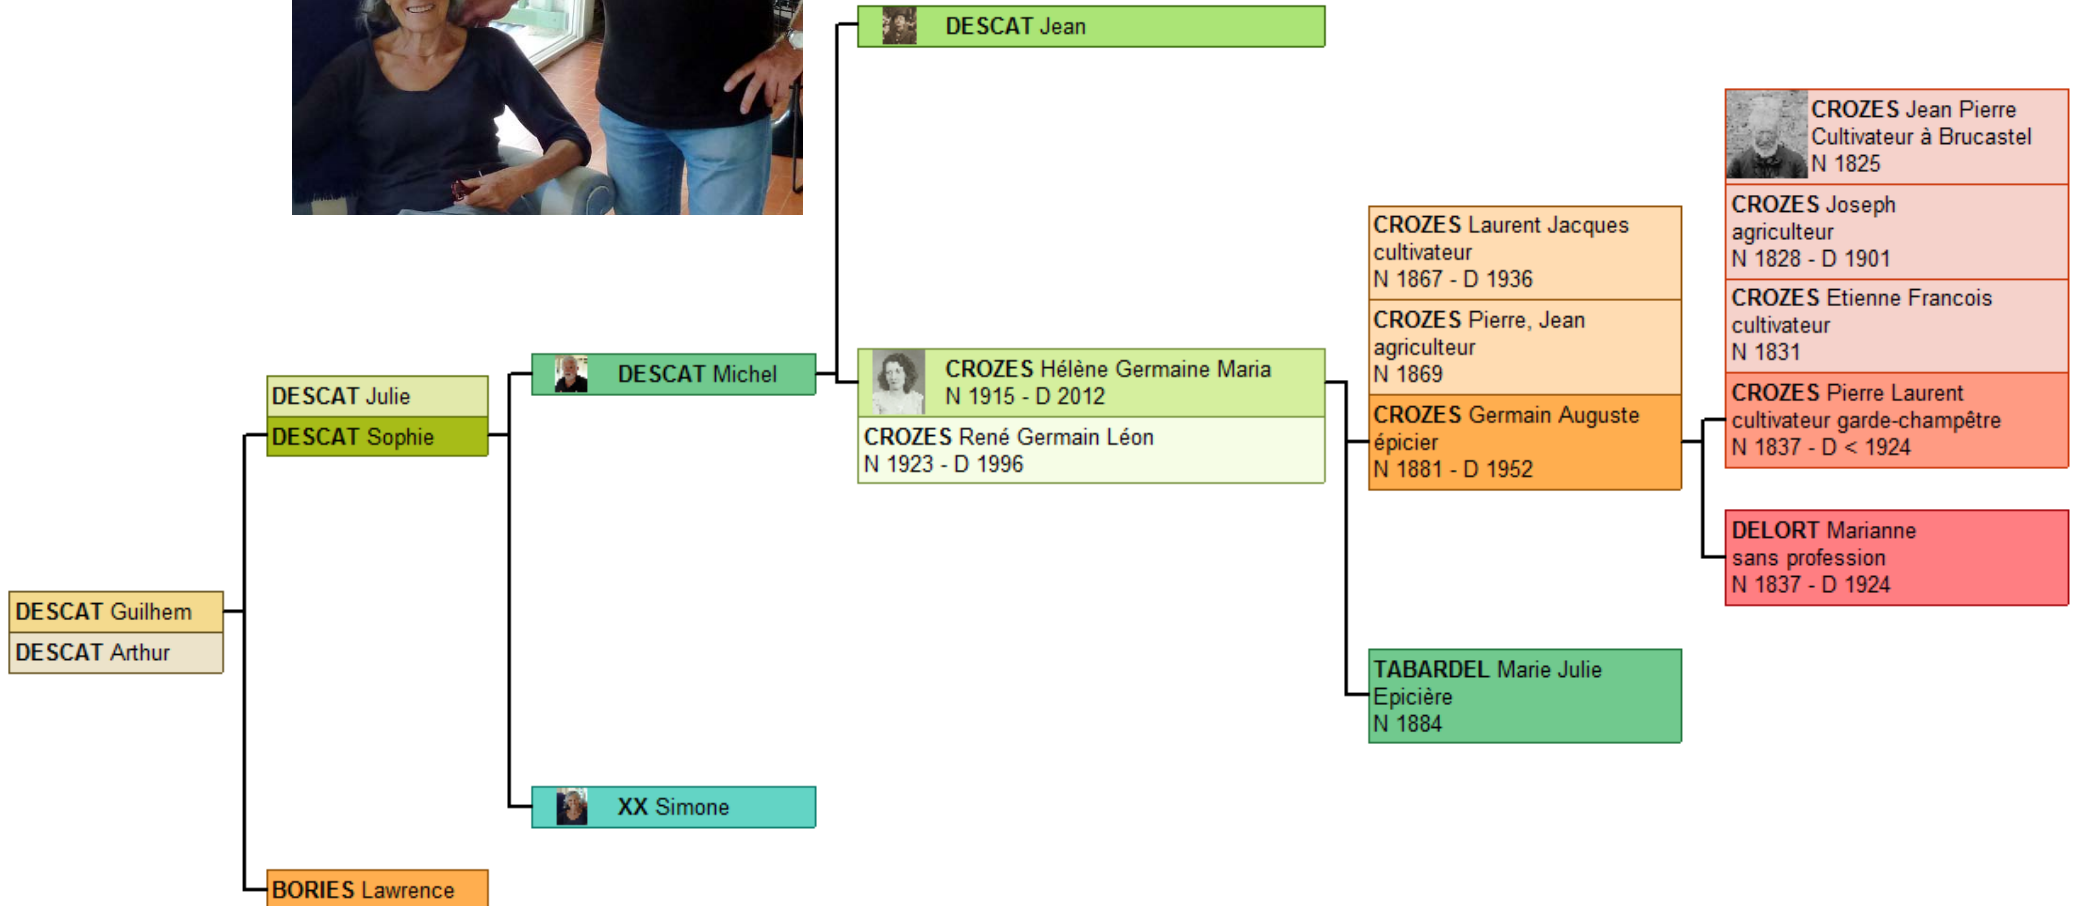 DESCAT Jean
CROZES Jean Pierre
Cultivateur à Brucastel
N 1825
CROZES Joseph
agriculteur
N 1828 - D 1901
CROZES Etienne Francois
cultivateur
N 1831
CROZES Pierre Laurent
cultivateur garde-champêtre
N 1837 - D < 1924
CROZES Laurent Jacques
cultivateur
N 1867 - D 1936
CROZES Pierre, Jean
agriculteur
N 1869
CROZES Germain Auguste
épicier
N 1881 - D 1952
DESCAT Michel
CROZES Hélène Germaine Maria
N 1915 - D 2012
CROZES René Germain Léon
N 1923 - D 1996
DESCAT Julie
DESCAT Sophie
DELORT Marianne
sans profession
N 1837 - D 1924
DESCAT Guilhem
DESCAT Arthur
TABARDEL Marie Julie
Epicière
N 1884
XX Simone
BORIES Lawrence